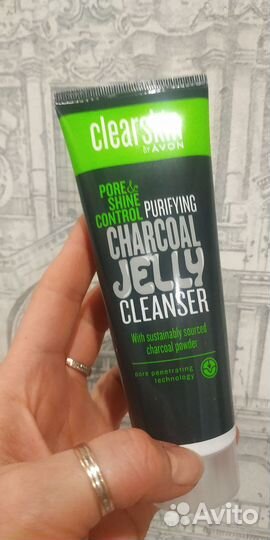 clearskin
BY AVON
PORE &
SHINE
CONTROL PURIFYING
CHARCOAL
JELLY
CLEANSER
With sustainably sourced
charcoal powder
pore penetrating
technology
Avito